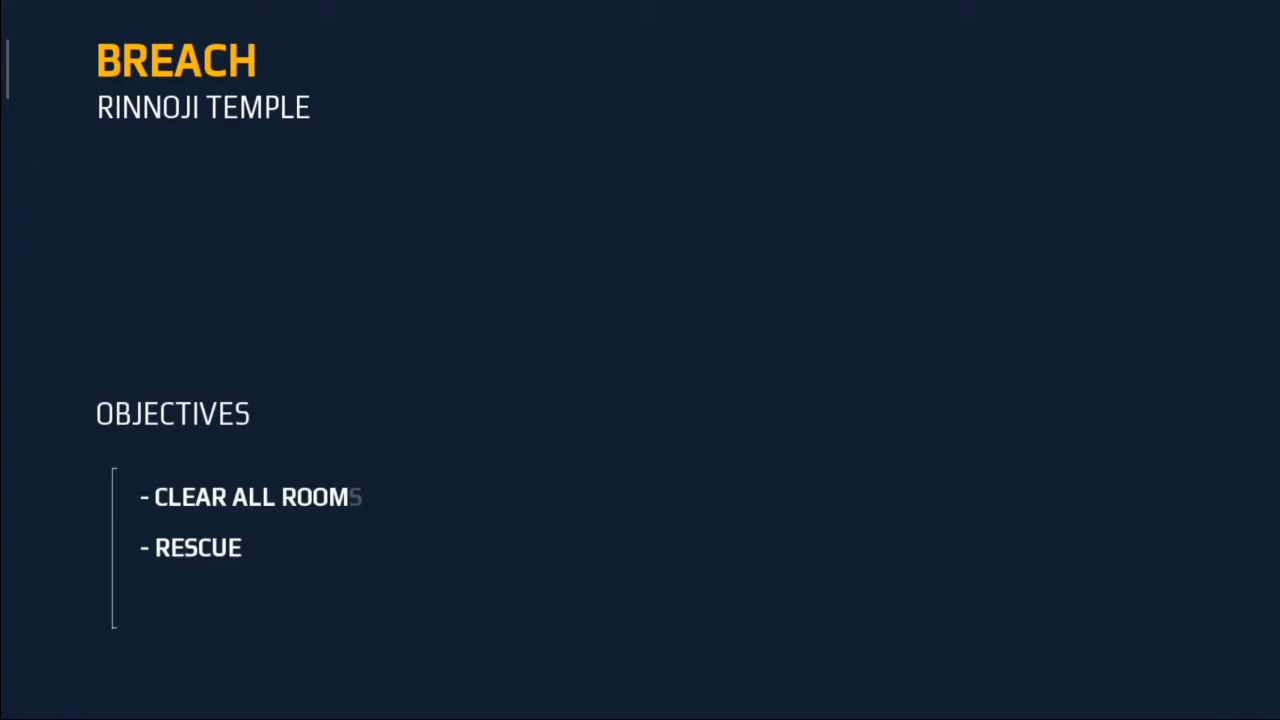 BREACH
RINNOJI TEMPLE
OBJECTIVES
- CLEAR ALL ROOMS
- RESCUE